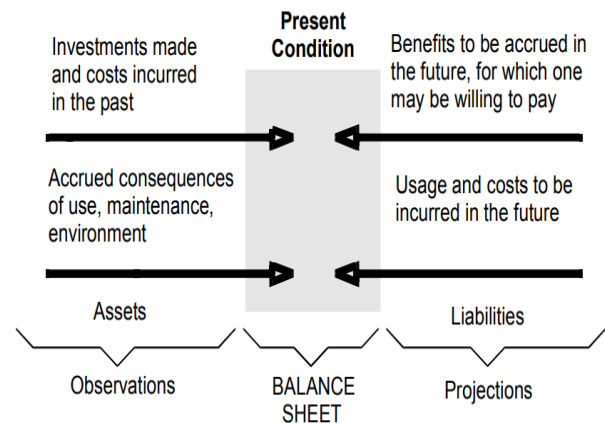 Present
Condition
Investments made
and costs incurred
in the past
Benefits to be accrued in
the future, for which one
may be willing to pay
Accrued consequences
of use, maintenance,
environment
Usage and costs to be
incurred in the future
Assets
Liabilities
Observations
BALANCE
SHEET
Projections